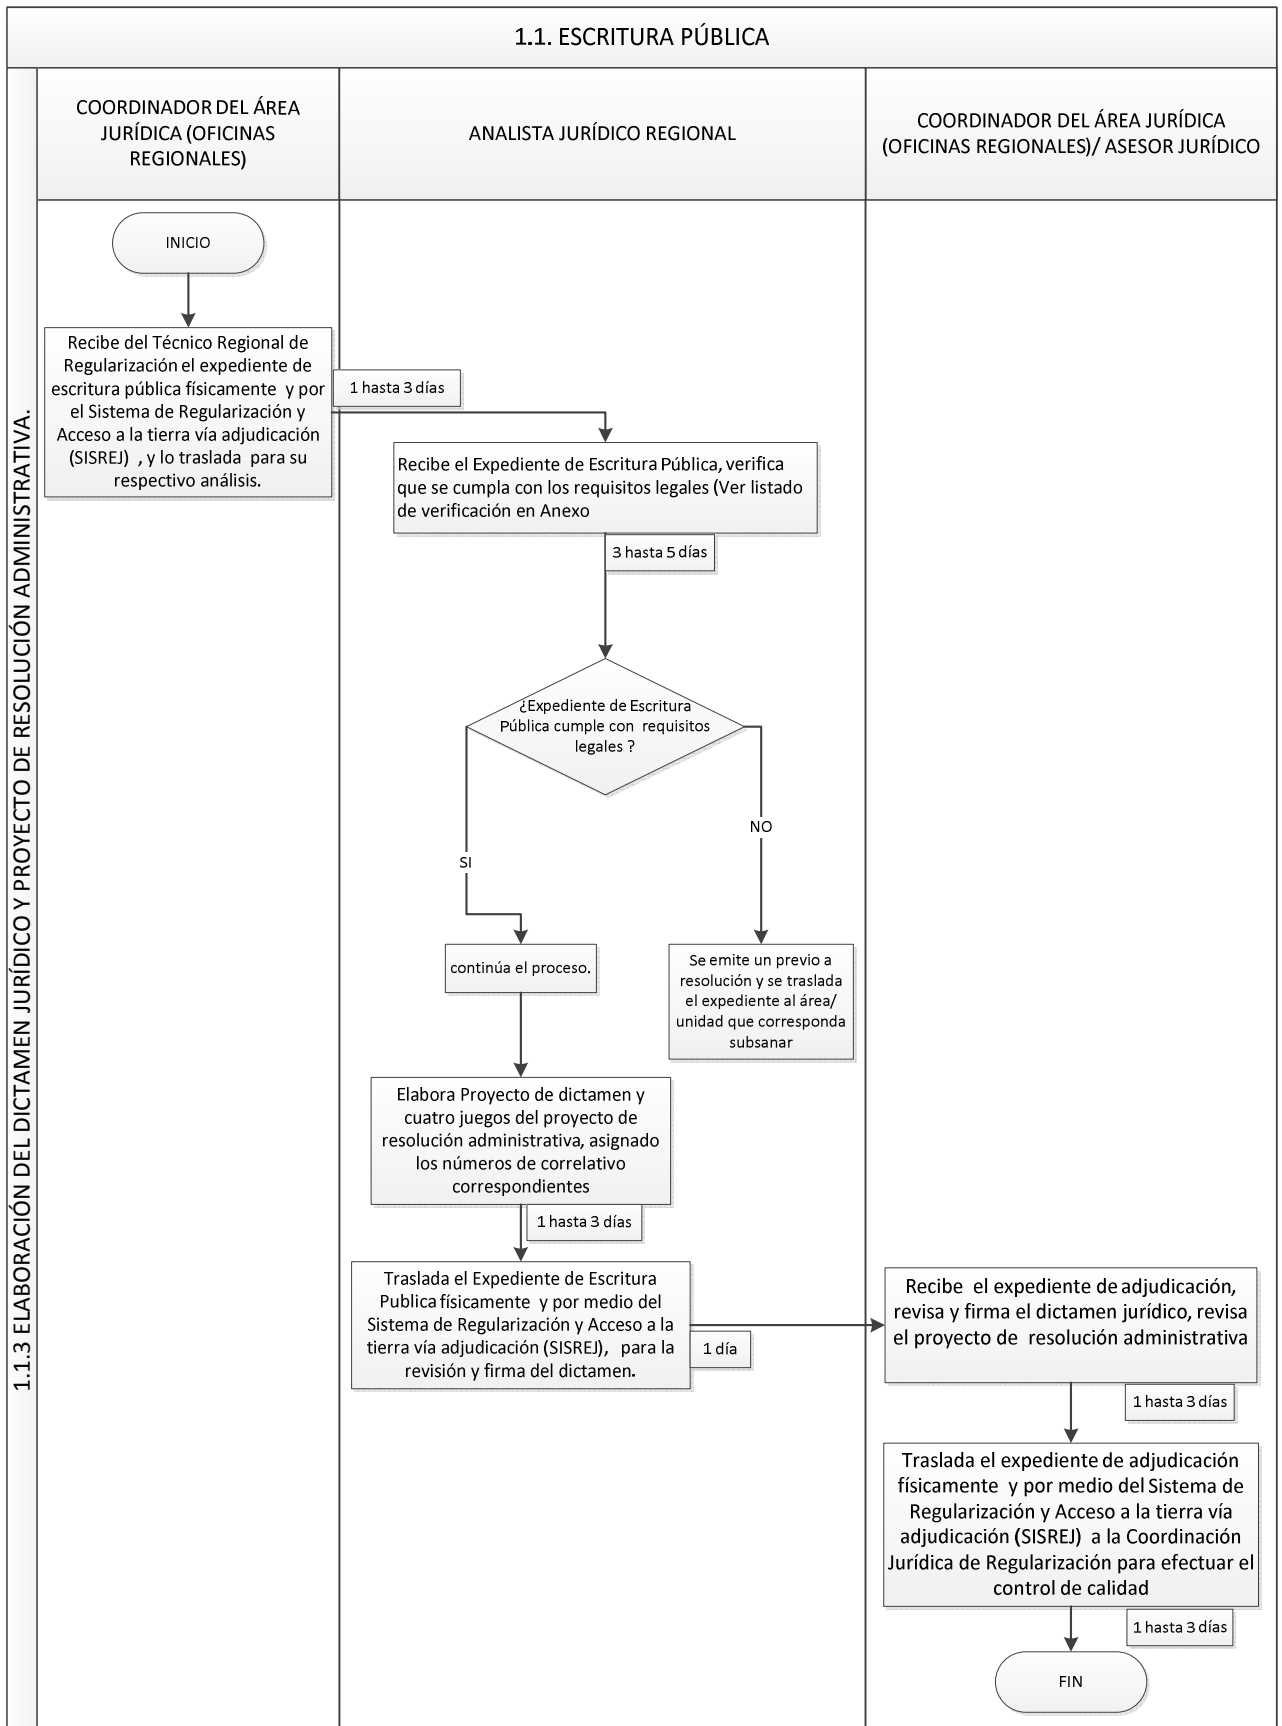 1.1. ESCRITURA PÚBLICA
1.1.3 ELABORACIÓN DEL DICTAMEN JURÍDICO Y PROYECTO DE RESOLUCIÓN ADMINISTRATIVA.
COORDINADOR DEL ÁREA
JURÍDICA (OFICINAS
REGIONALES)
ANALISTA JURÍDICO REGIONAL
COORDINADOR DEL ÁREA JURÍDICA
(OFICINAS REGIONALES)/ ASESOR JURÍDICO
INICIO
Recibe del Técnico Regional de
Regularización el expediente de
escritura pública físicamente y por
el Sistema de Regularización y
Acceso a la tierra vía adjudicación
(SISREJ) , y lo traslada para su
respectivo análisis.
1 hasta 3 días
Recibe el Expediente de Escritura Pública, verifica
que se cumpla con los requisitos legales (Ver listado
de verificación en Anexo
3 hasta 5 días
¿Expediente de Escritura
Pública cumple con requisitos
legales ?
NO
SI
continúa el proceso.
Se emite un previo a
resolución y se traslada
el expediente al área/
unidad que corresponda
subsanar
Elabora Proyecto de dictamen y
cuatro juegos del proyecto de
resolución administrativa, asignado
los números de correlativo
correspondientes
1 hasta 3 días
Traslada el Expediente de Escritura
Publica físicamente y por medio del
Sistema de Regularización y Acceso a la
tierra vía adjudicación (SISREJ), para la
revisión y firma del dictamen.
1 día
Recibe el expediente de adjudicación,
revisa y firma el dictamen jurídico, revisa
el proyecto de resolución administrativa
1 hasta 3 días
Traslada el expediente de adjudicación
físicamente y por medio del Sistema de
Regularización y Acceso a la tierra vía
adjudicación (SISREJ) a la Coordinación
Jurídica de Regularización para efectuar el
control de calidad
1 hasta 3 días
FIN